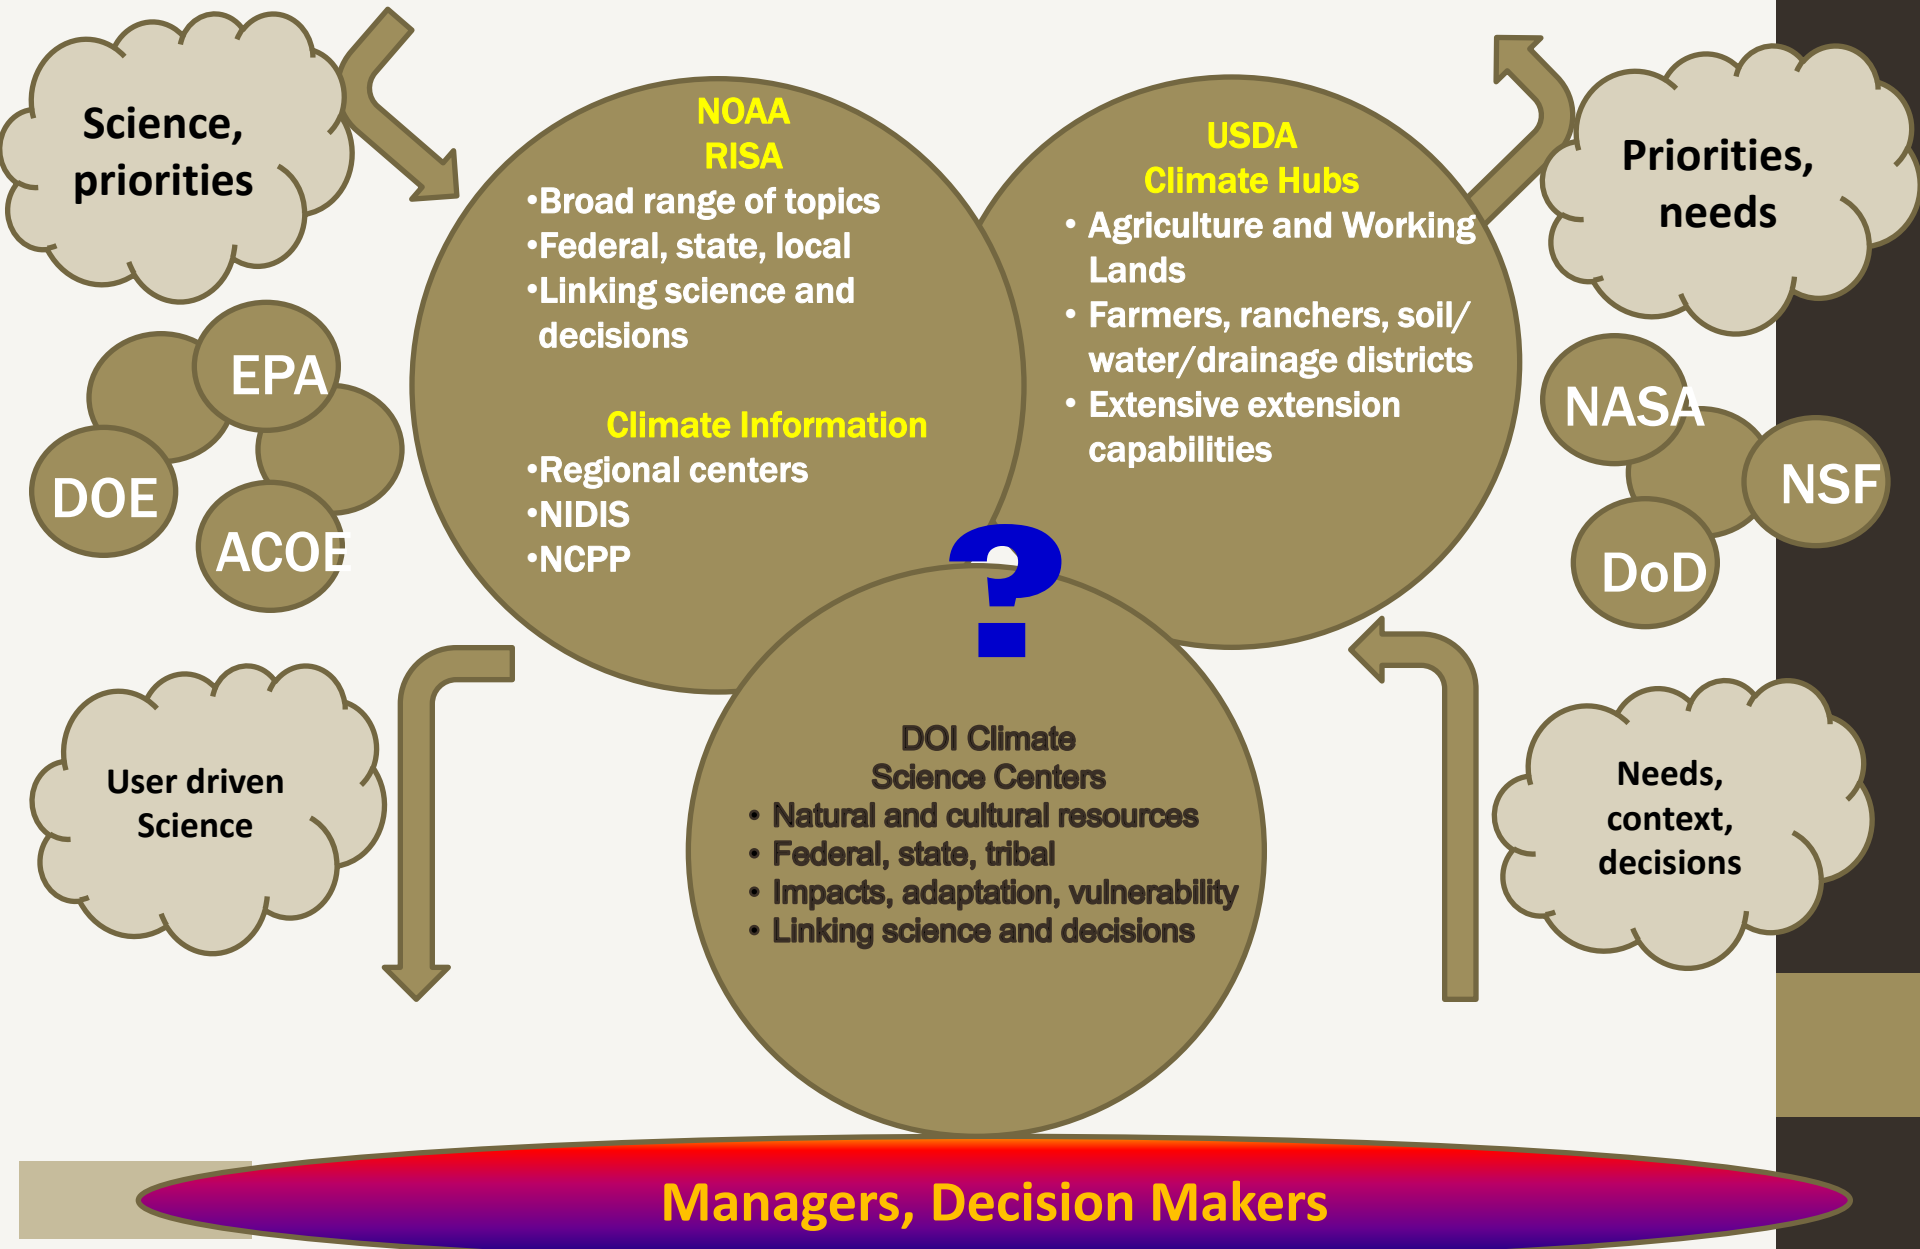 Science,
priorities
NOAA
RISA
•Broad range of topics
•Federal, state, local
•Linking science and
decisions
Climate Information
•Regional centers
•NIDIS
•NCPP
USDA
Climate Hubs
• Agriculture and Working
Lands
• Farmers, ranchers, soil/
water/drainage districts
• Extensive extension
capabilities
Priorities,
needs
EPA
DOE
ACOE
NASA
NSF
DoD
?
User driven
Science
DOI Climate
Science Centers
• Natural and cultural resources
• Federal, state, tribal
• Impacts, adaptation, vulnerability
• Linking science and decisions
Needs,
context,
decisions
Managers, Decision Makers